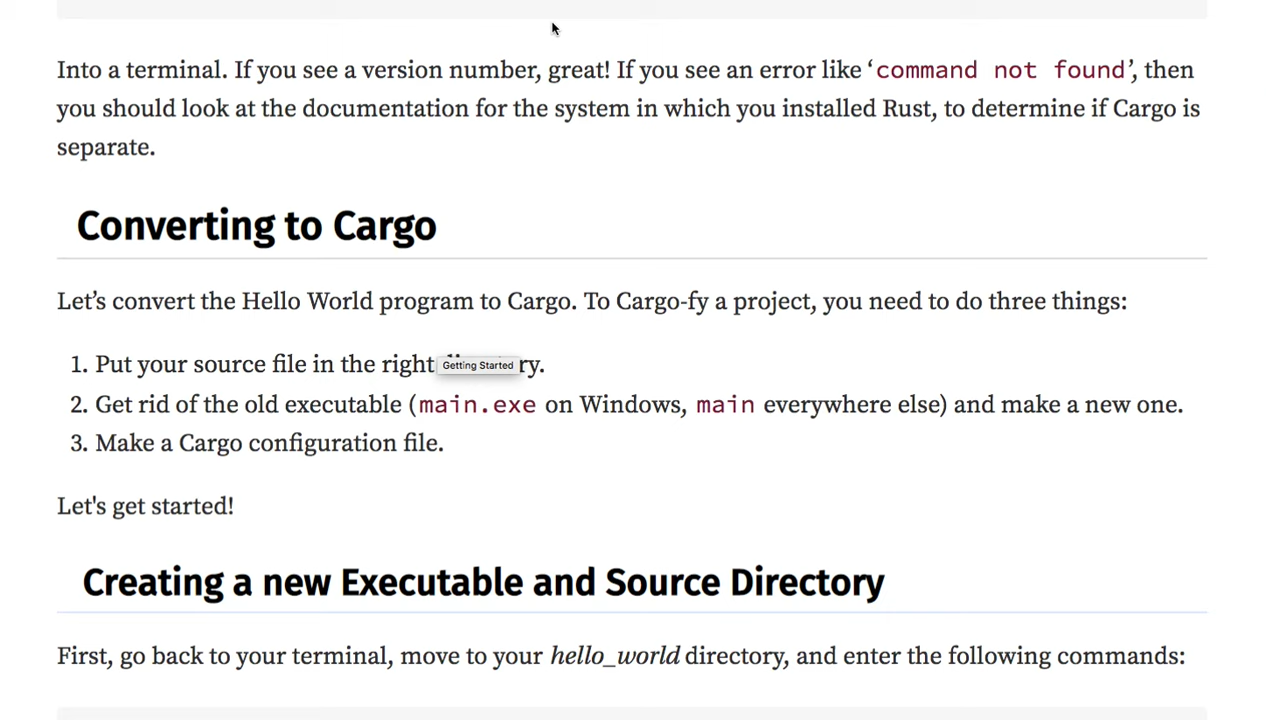 Into a terminal. If you see a version number, great! If you see an error like ‘command not found’, then
you should look at the documentation for the system in which you installed Rust, to determine if Cargo is
separate.
Converting to Cargo
Let’s convert the Hello World program to Cargo. To Cargo-fy a project, you need to do three things:
1. Put your source file in the right Getting Started ry.
2. Get rid of the old executable (main.exe on Windows, main everywhere else) and make a new one.
3. Make a Cargo configuration file.
Let's get started!
Creating a new Executable and Source Directory
First, go back to your terminal, move to your hello_world directory, and enter the following commands: